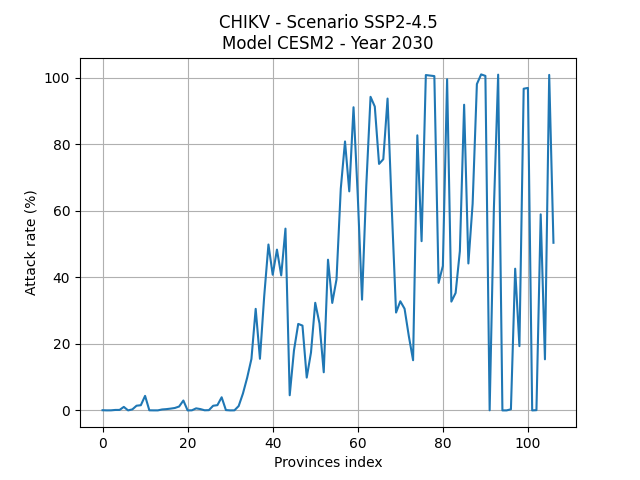 CHIKV - Scenario SSP2-4.5
Model CESM2 - Year 2030
Attack rate (%)
100
80
60
40
20
0
0 20 40 60 80 100
Provinces index